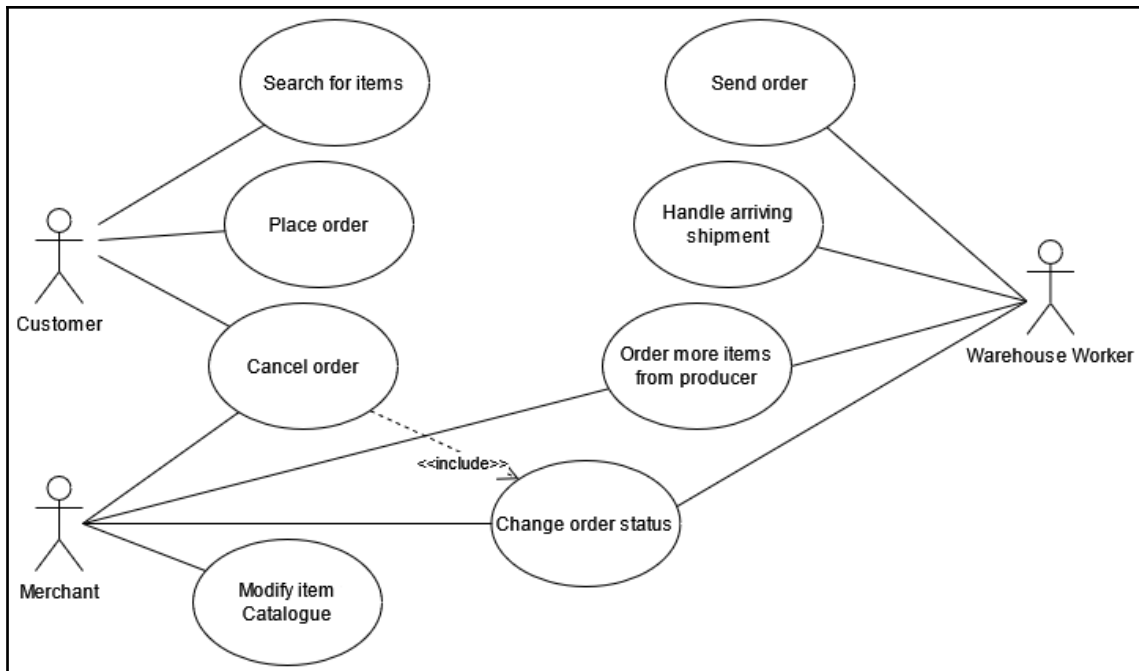 Search for items
Send order
Place order
Handle arriving
shipment
Customer
Warehouse Worker
Cancel order
Order more items
from producer
<<include>>
Change order status
Merchant
Modify item
Catalogue